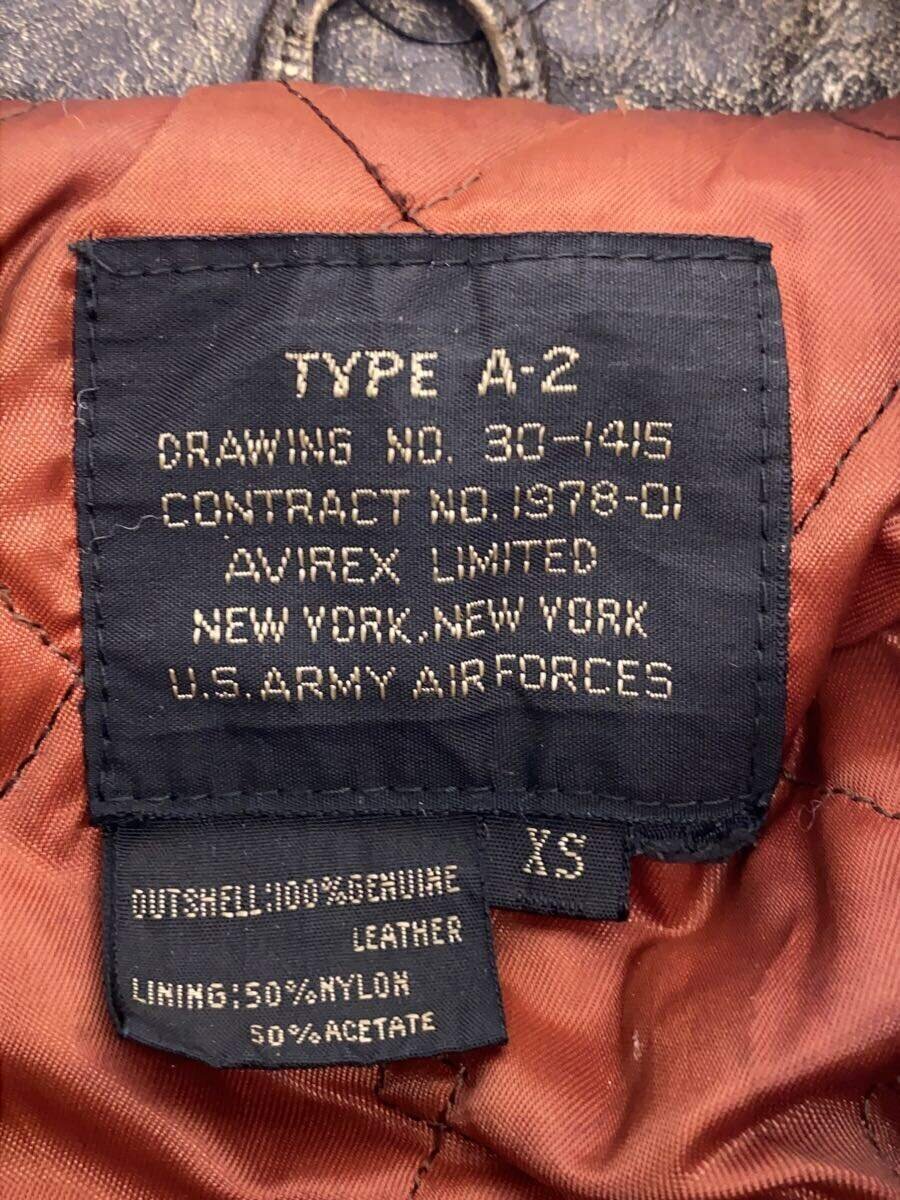 TYPE A-2
DRAWING NO. 30-1415
CONTRACT NO. 1978-01
AVIREX LIMITED
NEW YORK, NEW YORK
U.S. ARMY AIR FORCES
XS
OUTSHELL:100%GENUINE
LEATHER
LINING:50%NYLON
50%ACETATE